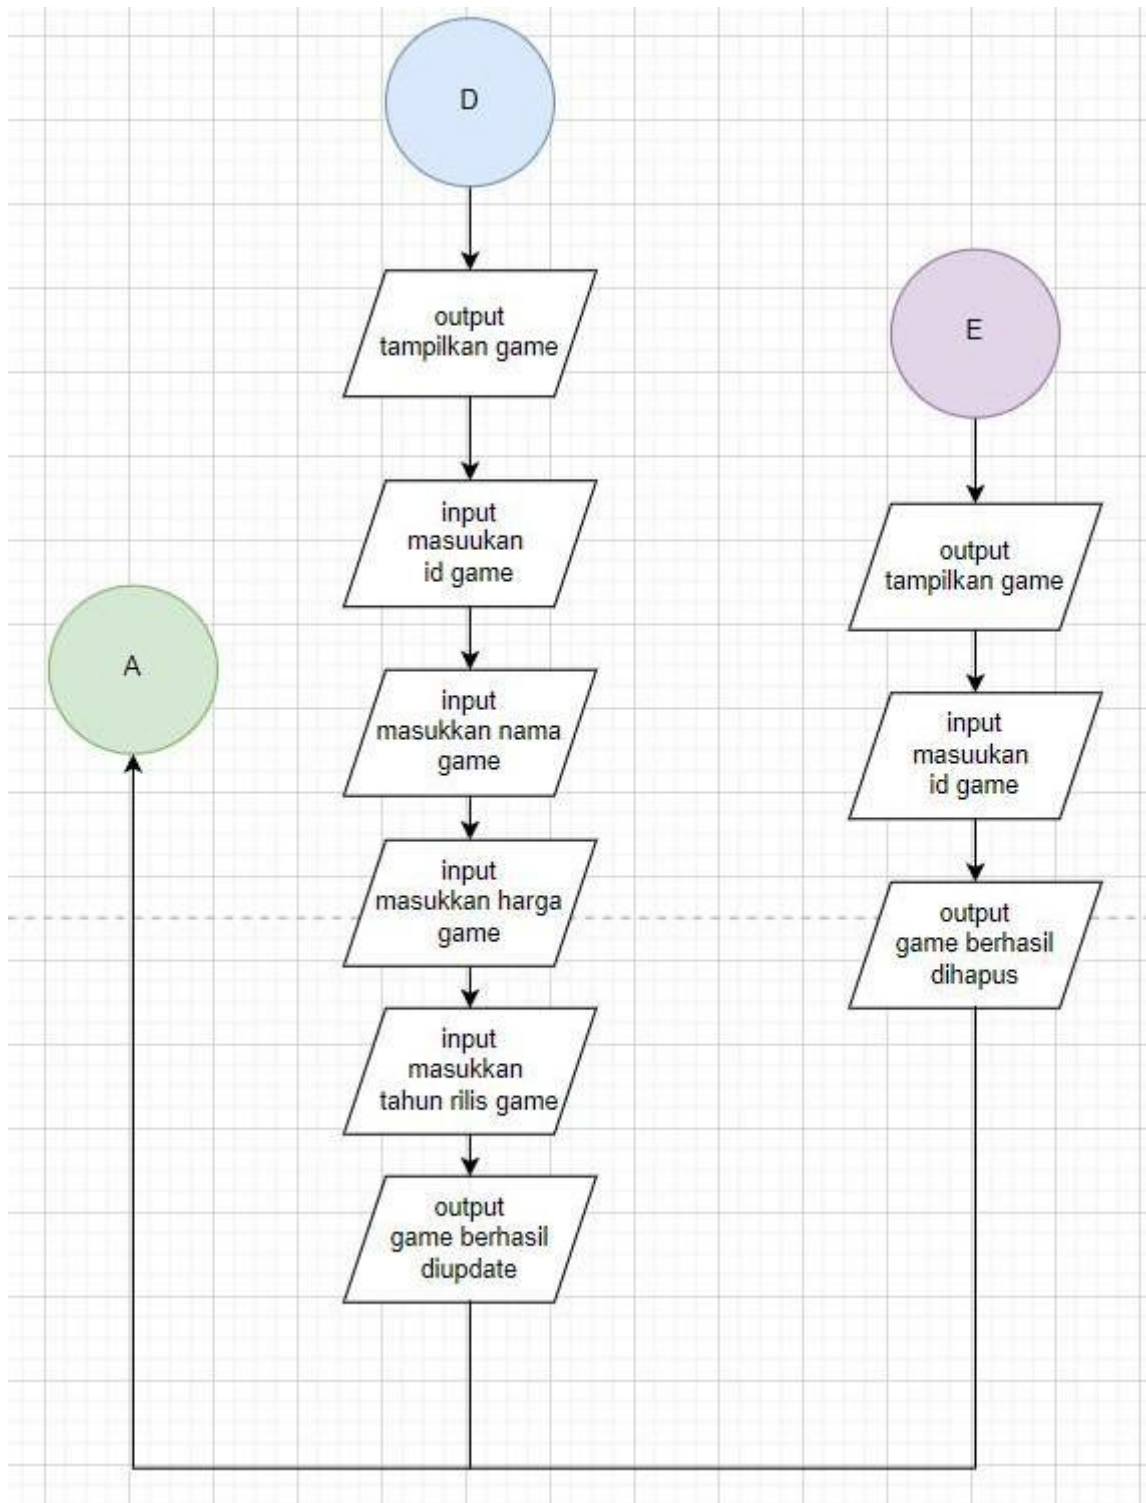 D
output
tampilkan game
input
masuukan
id game
input
masukkan nama
game
input
masukkan harga
game
input
masukkan
tahun rilis game
output
game berhasil
diupdate
E
output
tampilkan game
input
masuukan
id game
output
game berhasil
dihapus
A